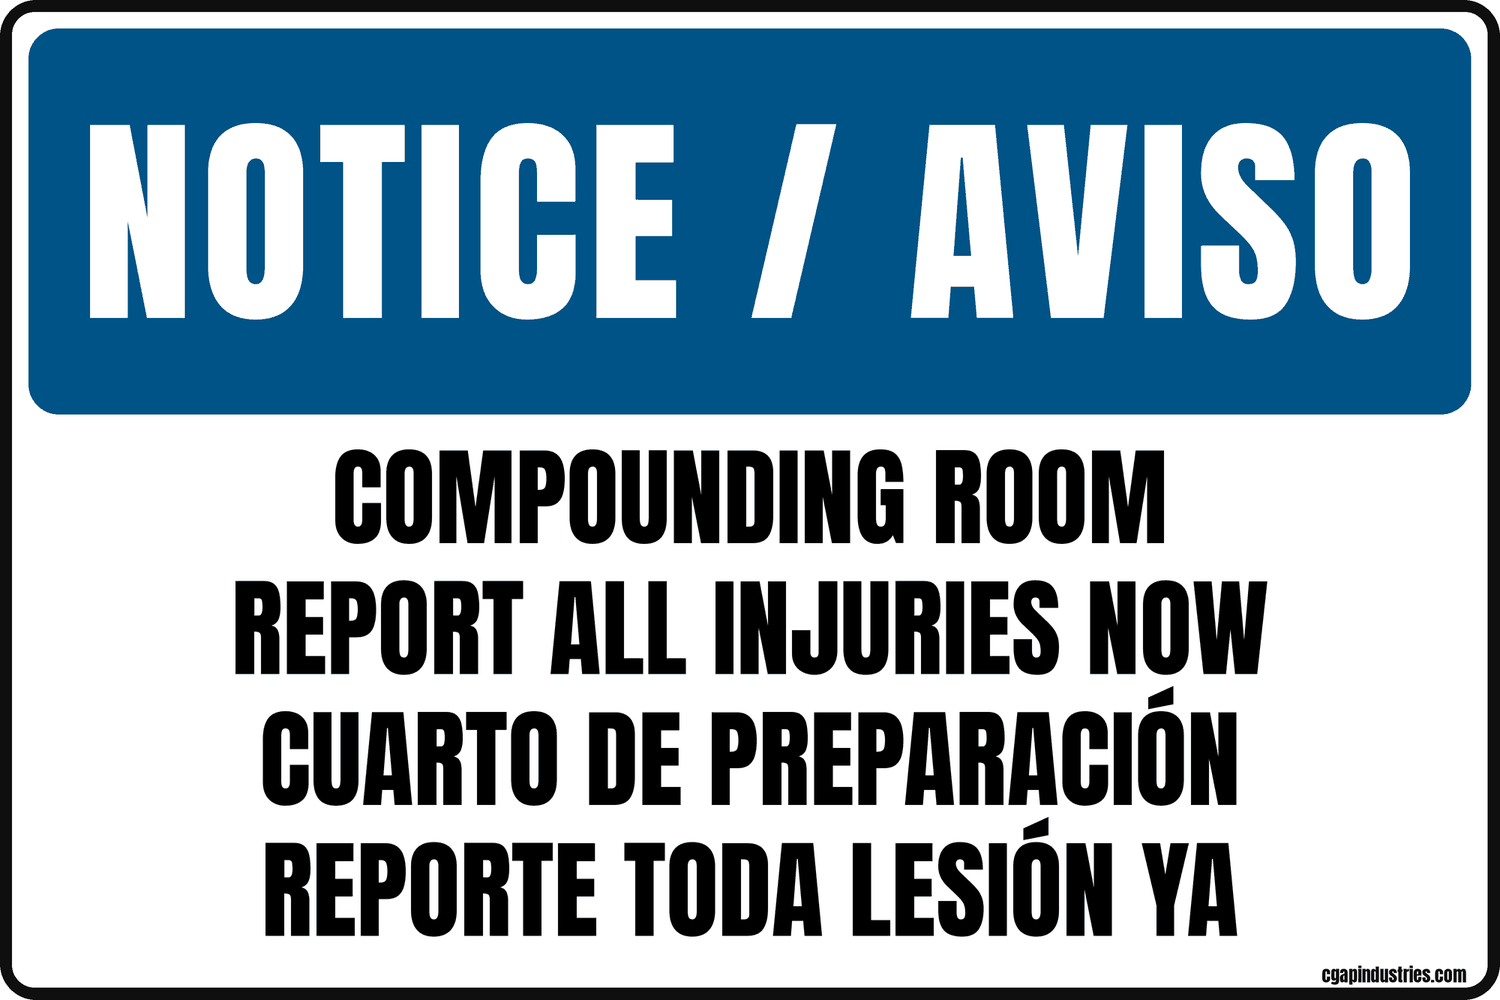 NOTICE / AVISO
COMPOUNDING ROOM
REPORT ALL INJURIES NOW
CUARTO DE PREPARACIÓN
REPORTE TODA LESIÓN YA
cgapindustries.com